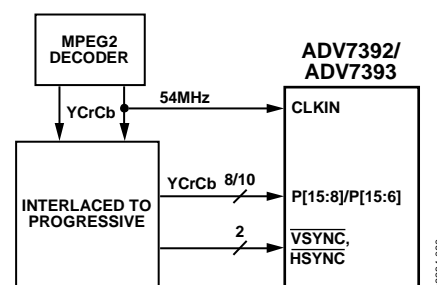 MPEG2
DECODER
ADV7392/
ADV7393
YCrCb
54MHz
CLKIN
INTERLACED TO
PROGRESSIVE
YCrCb 8/10
P[15:8]/P[15:6]
2
VSYNC,
HSYNC